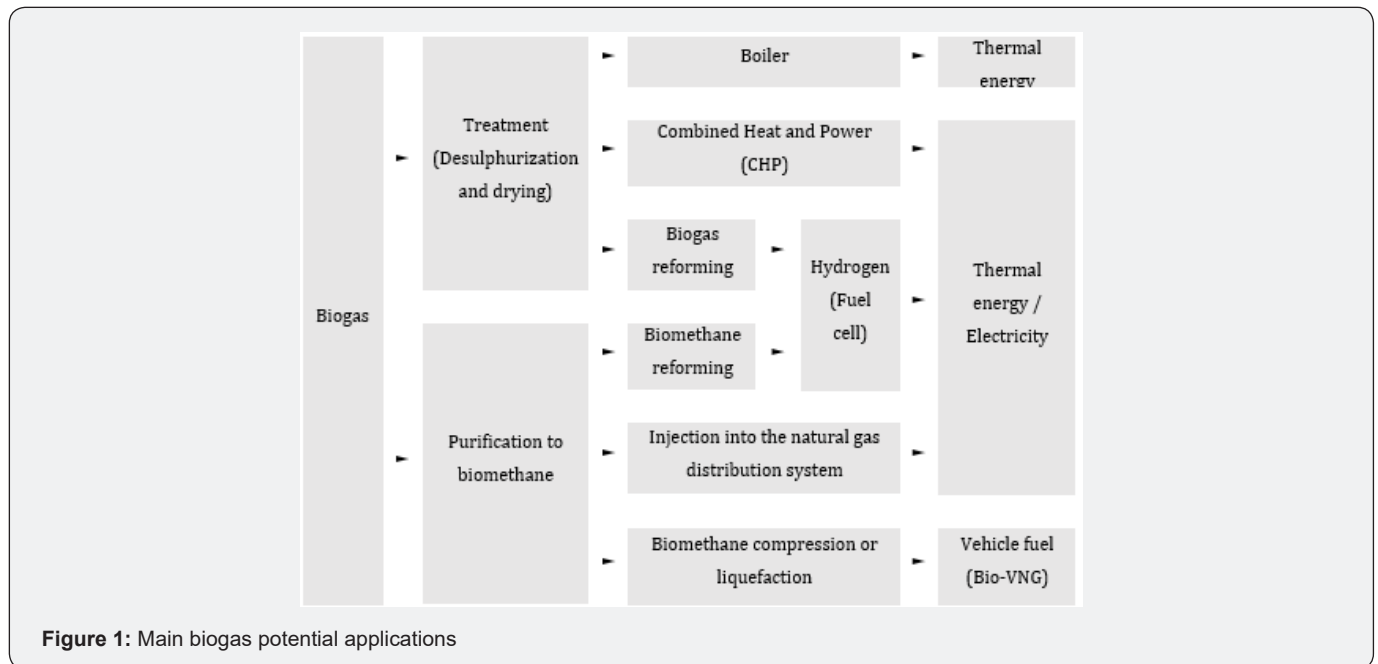 Biogas
Treatment
(Desulphurization
and drying)
Purification to
biomethane
Boiler
Combined Heat and Power
(CHP)
Biogas
reforming
Biomethane
reforming
Hydrogen
(Fuel
cell)
Injection into the natural gas
distribution system
Biomethane compression or
liquefaction
Thermal
energy
Thermal
energy /
Electricity
Vehicle fuel
(Bio-VNG)
Figure 1: Main biogas potential applications